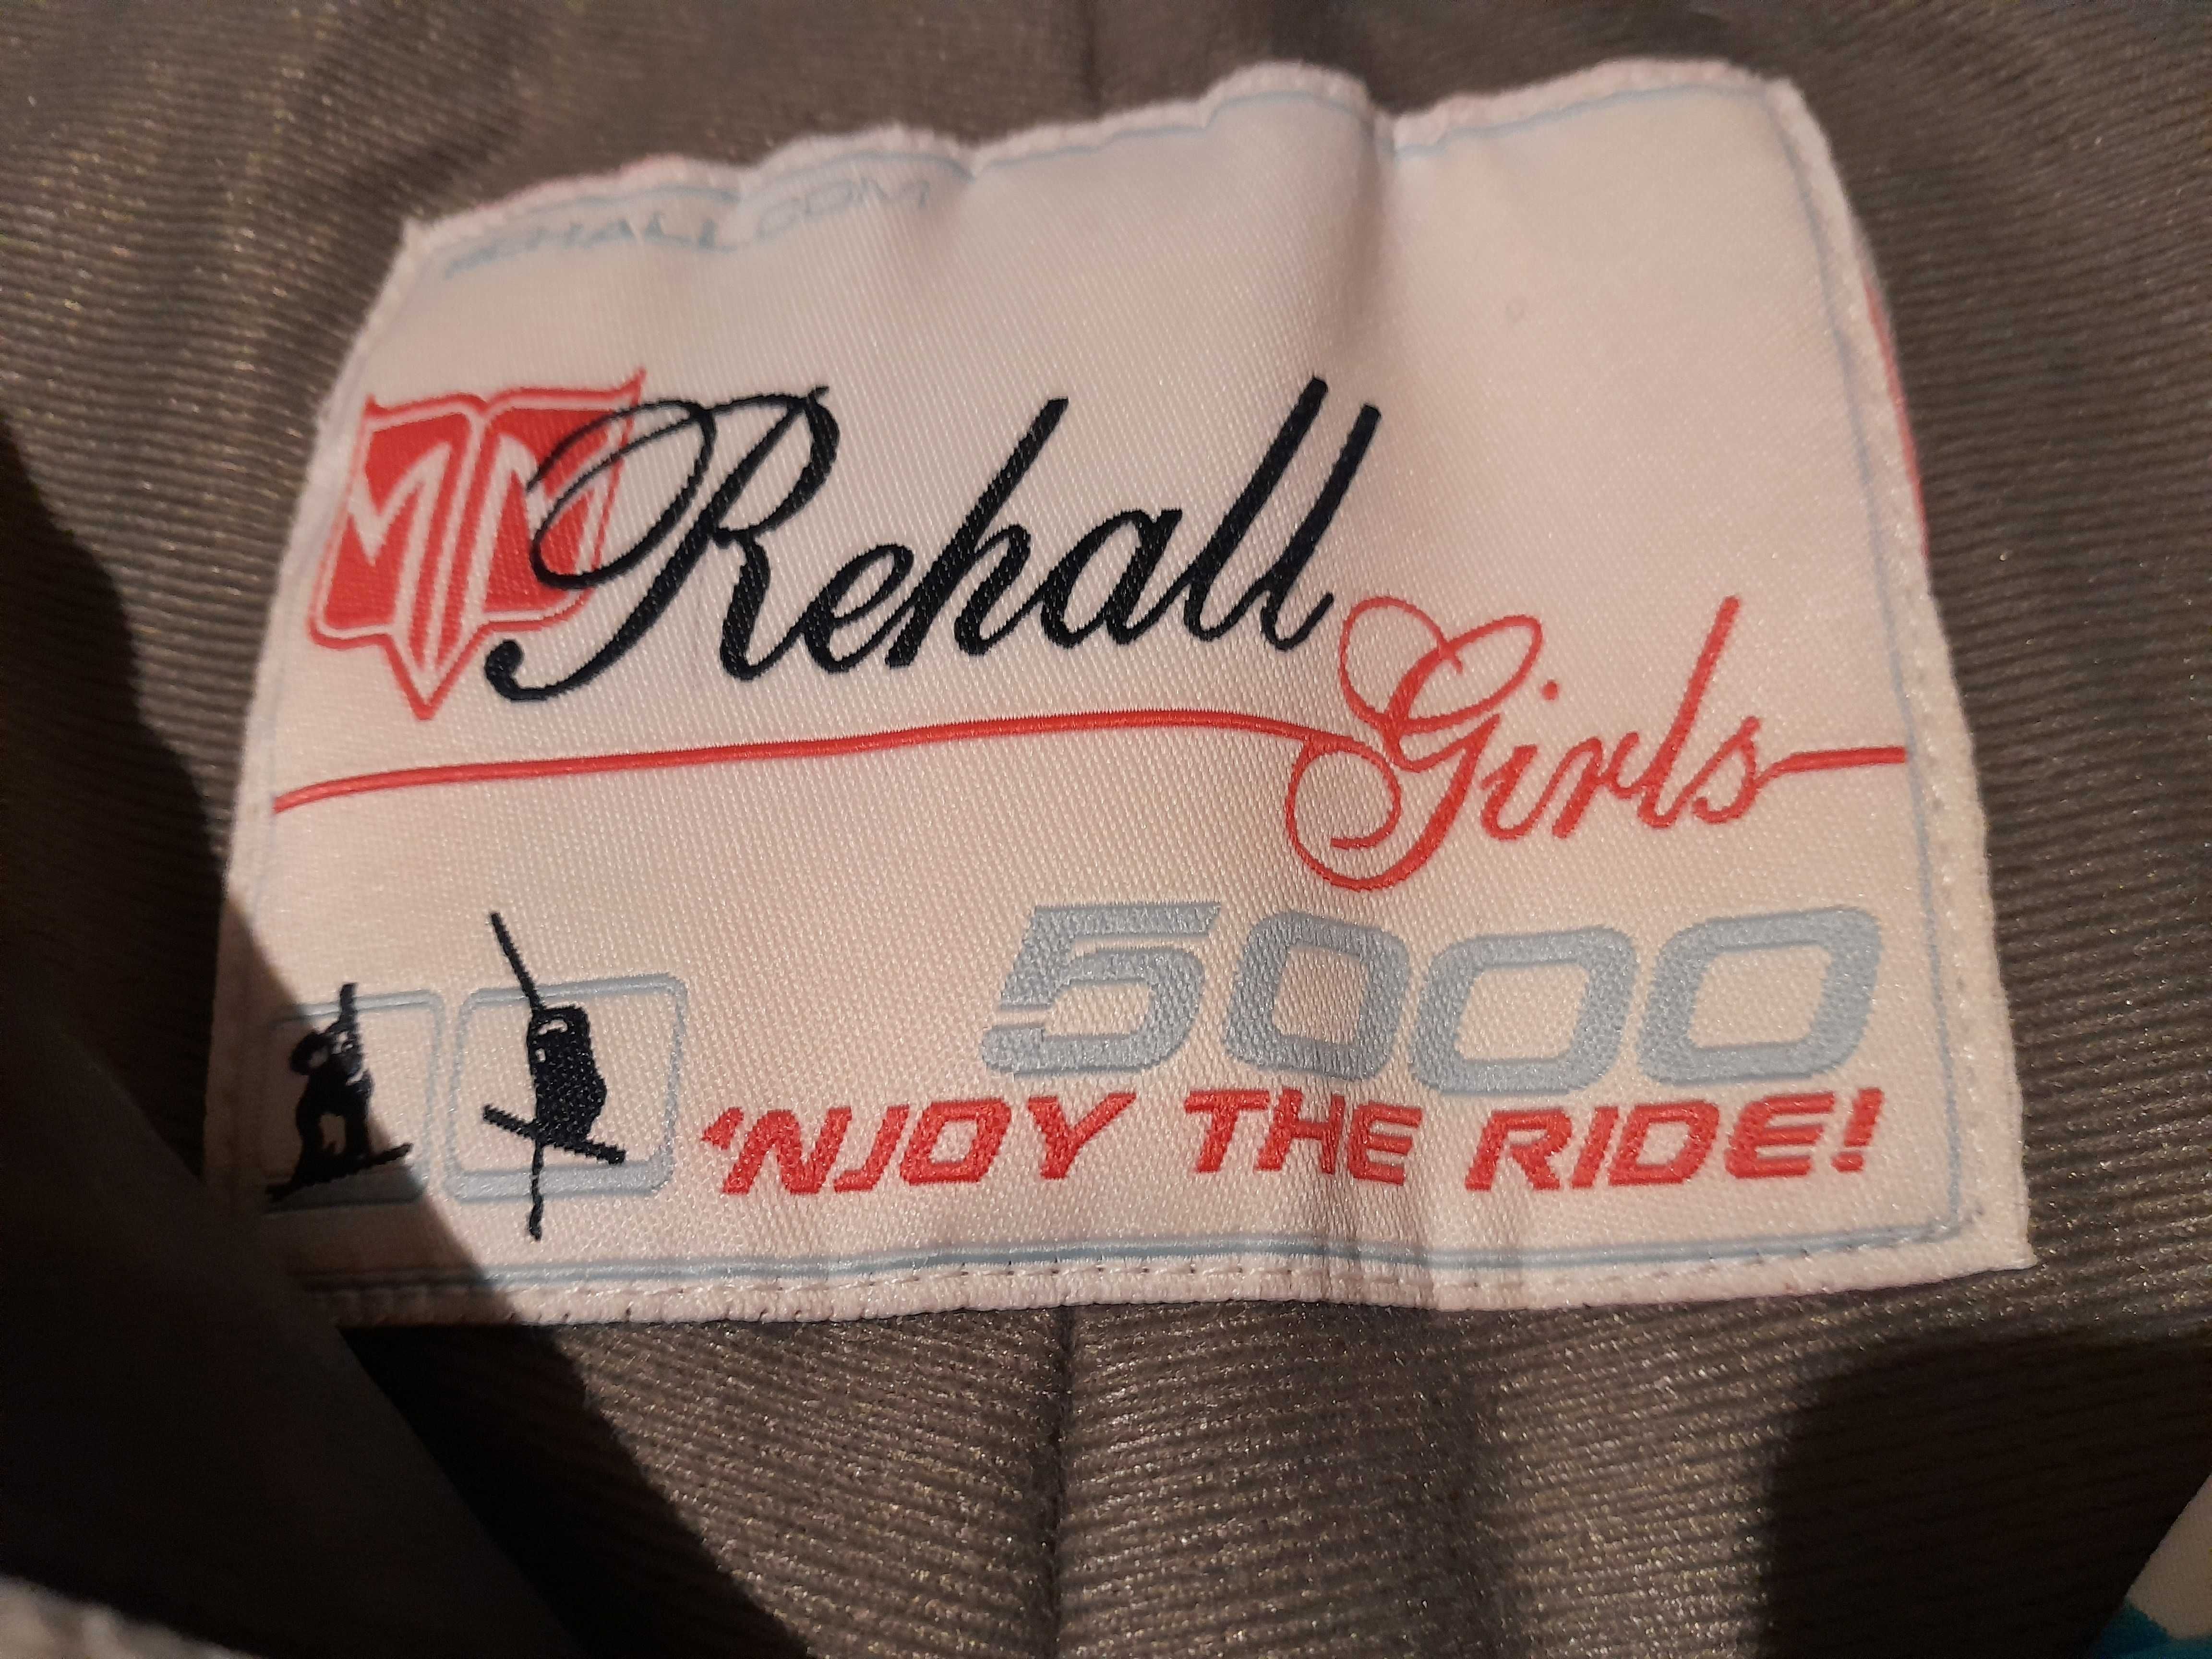 REHALL.COM
Rehall
Girls
5000
'NJOY THE RIDE!